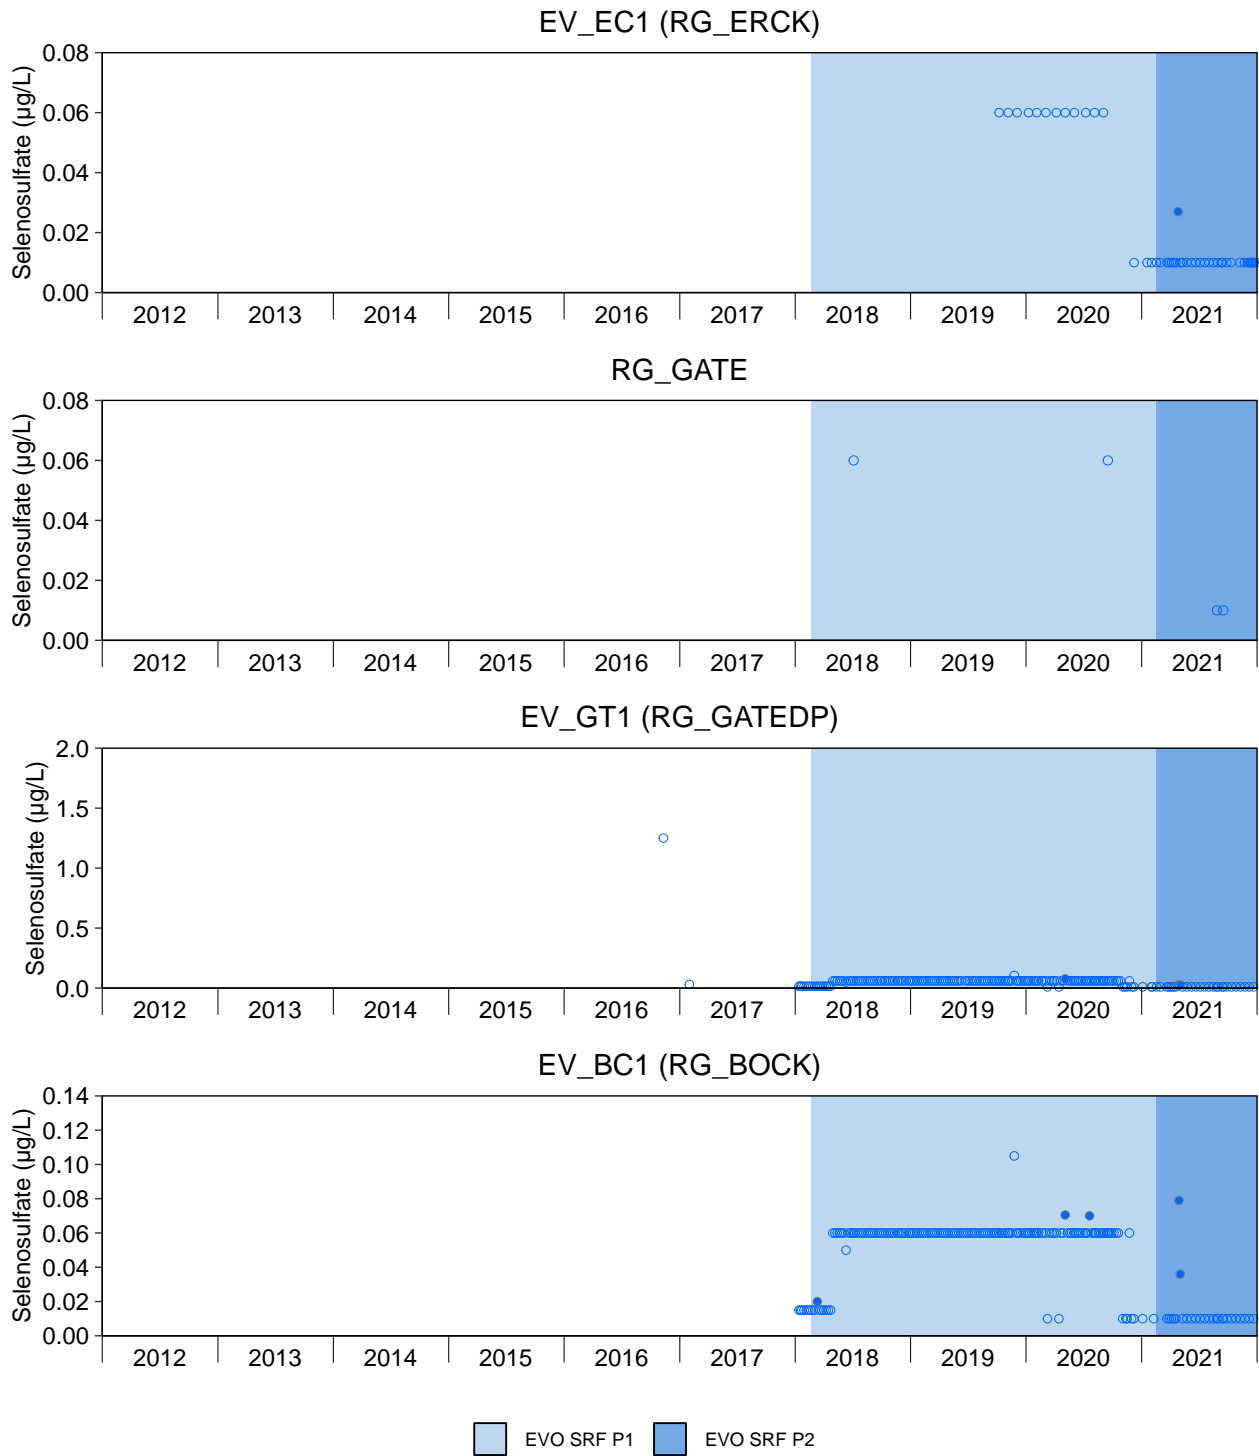 EV_EC1 (RG_ERCK)
Selenosulfate (µg/L)
0.08
0.06
0.04
0.02
0.00
2012 2013 2014 2015 2016 2017 2018 2019 2020 2021
RG_GATE
Selenosulfate (µg/L)
0.08
0.06
0.04
0.02
0.00
2012 2013 2014 2015 2016 2017 2018 2019 2020 2021
EV_GT1 (RG_GATEDP)
Selenosulfate (µg/L)
2.0
1.5
1.0
0.5
0.0
2012 2013 2014 2015 2016 2017 2018 2019 2020 2021
EV_BC1 (RG_BOCK)
Selenosulfate (µg/L)
0.14
0.12
0.10
0.08
0.06
0.04
0.02
0.00
2012 2013 2014 2015 2016 2017 2018 2019 2020 2021
EVO SRF P1 EVO SRF P2